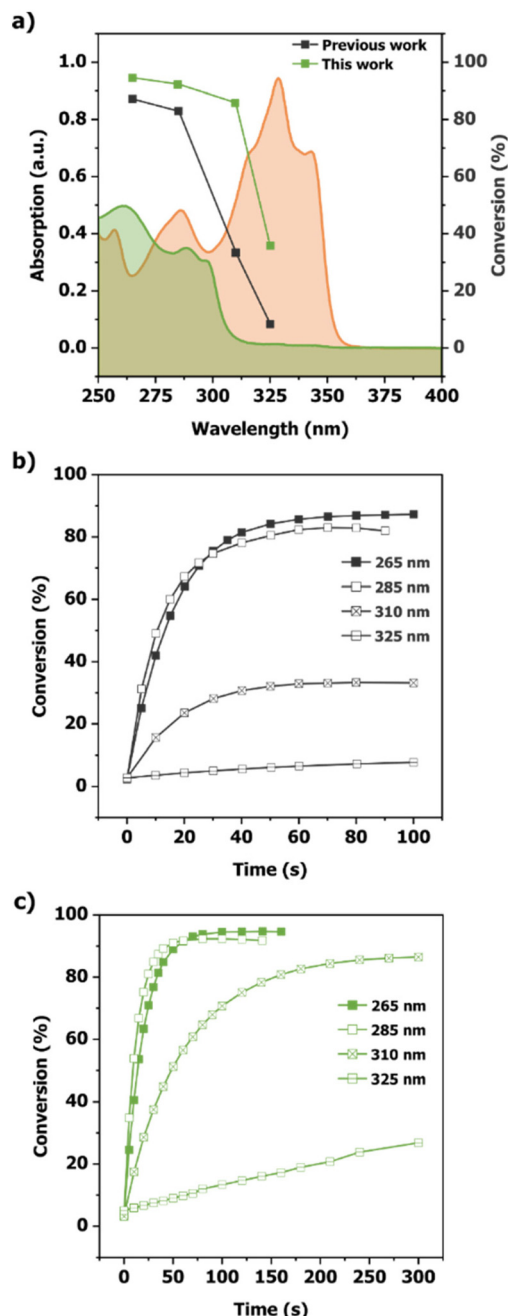 a)
Previous work
This work
1.0
0.8
0.6
0.4
0.2
0.0
Absorption (a.u.)
100
80
60
40
20
0
Conversion (%)
250 275 300 325 350 375 400
Wavelength (nm)
b)
100
80
60
40
20
0
Conversion (%)
265 nm
285 nm
310 nm
325 nm
0 20 40 60 80 100
Time (s)
c)
100
80
60
40
20
0
Conversion (%)
265 nm
285 nm
310 nm
325 nm
0 50 100 150 200 250 300
Time (s)